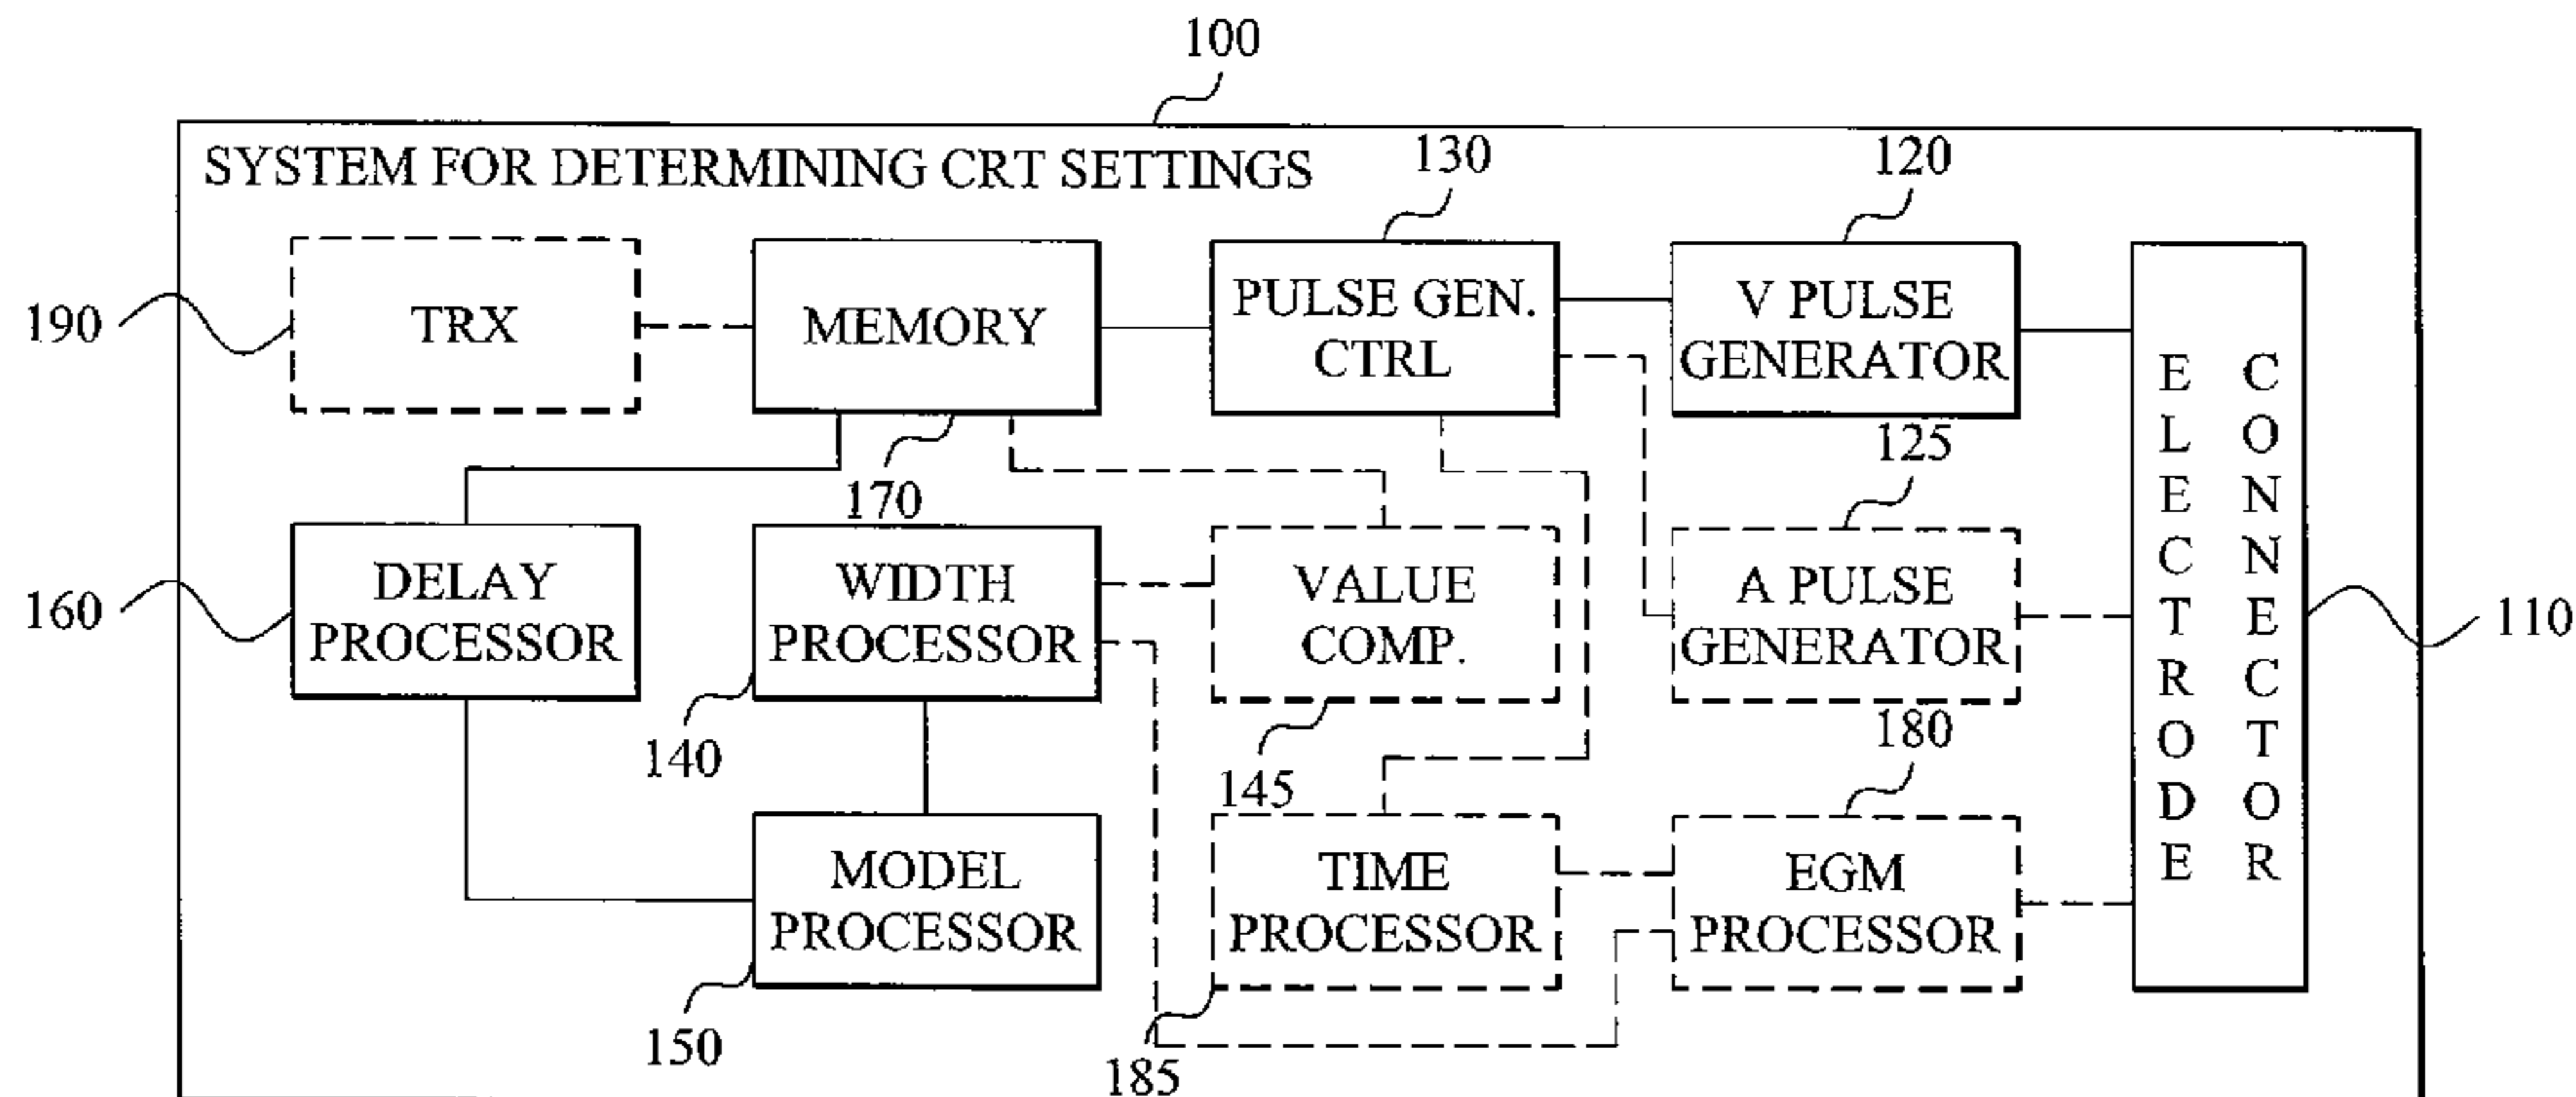 100
SYSTEM FOR DETERMINING CRT SETTINGS
130
120
190
TRX
MEMORY
PULSE GEN.
CTRL
V PULSE
GENERATOR
170
125
160
DELAY
PROCESSOR
WIDTH
PROCESSOR
VALUE
COMP.
A PULSE
GENERATOR
ELECTRODE
CONNECTOR
110
140
145
180
MODEL
PROCESSOR
TIME
PROCESSOR
EGM
PROCESSOR
150
185